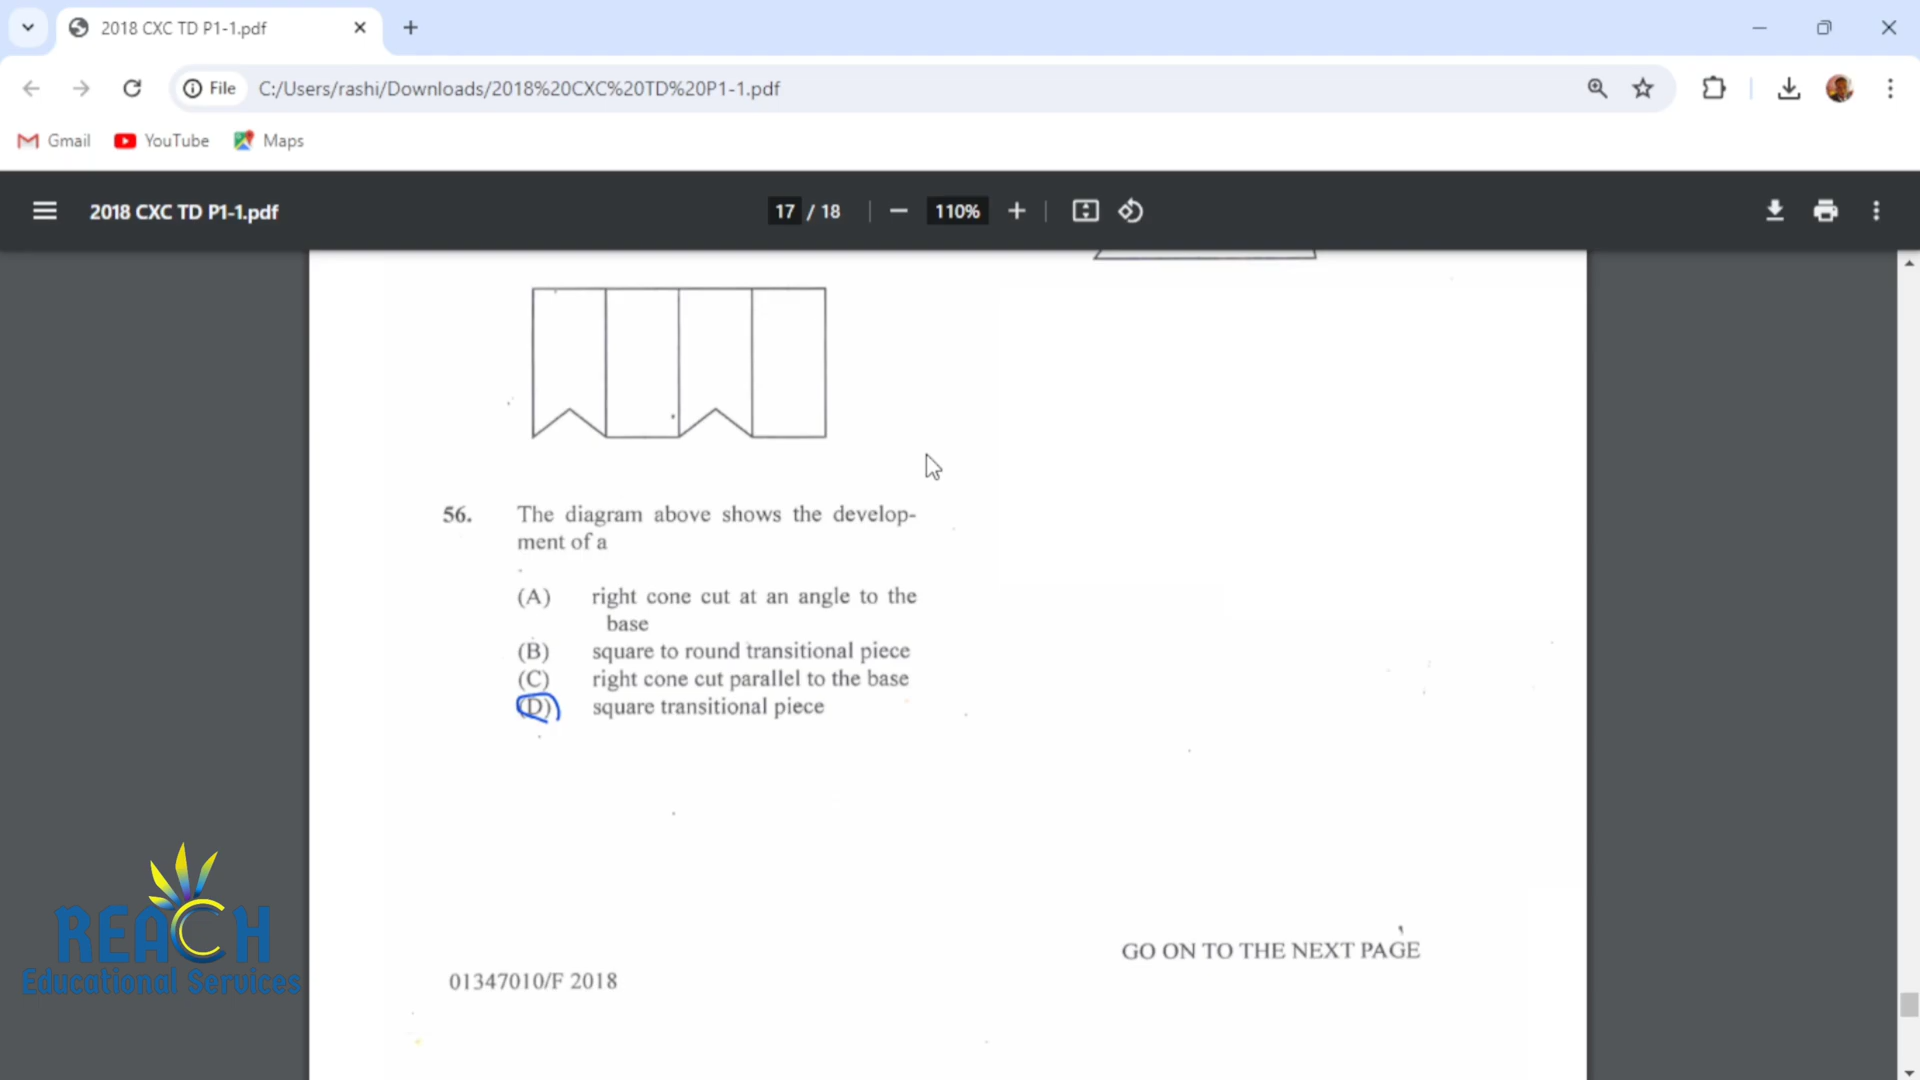 2018 CXC TD P1-1.pdf
File
C:/Users/rashi/Downloads/2018%20CXC%20TD%20P1-1.pdf
Gmail
YouTube
Maps
2018 CXC TD P1-1.pdf
17 / 18
110%
56. The diagram above shows the develop-
ment of a
(A) right cone cut at an angle to the
base
(B) square to round transitional piece
(C) right cone cut parallel to the base
(D) square transitional piece
GO ON TO THE NEXT PAGE
01347010/F 2018
REACH
Educational Services